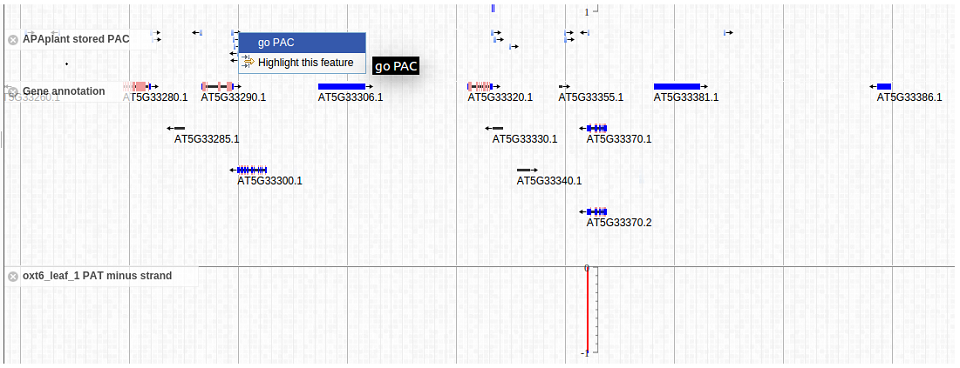 1
APAplant stored PAC
go PAC
Highlight this feature
go PAC
Gene annotation
AT5G33280.1
AT5G33290.1
AT5G33306.1
AT5G33320.1
AT5G33355.1
AT5G33381.1
AT5G33386.1
AT5G33285.1
AT5G33330.1
AT5G33370.1
AT5G33300.1
AT5G33340.1
AT5G33370.2
0
oxt6_leaf_1 PAT minus strand
-1